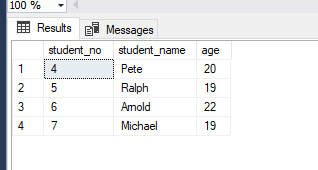 100 %
Results Messages
student_no student_name age
1 4 Pete 20
2 5 Ralph 19
3 6 Arnold 22
4 7 Michael 19